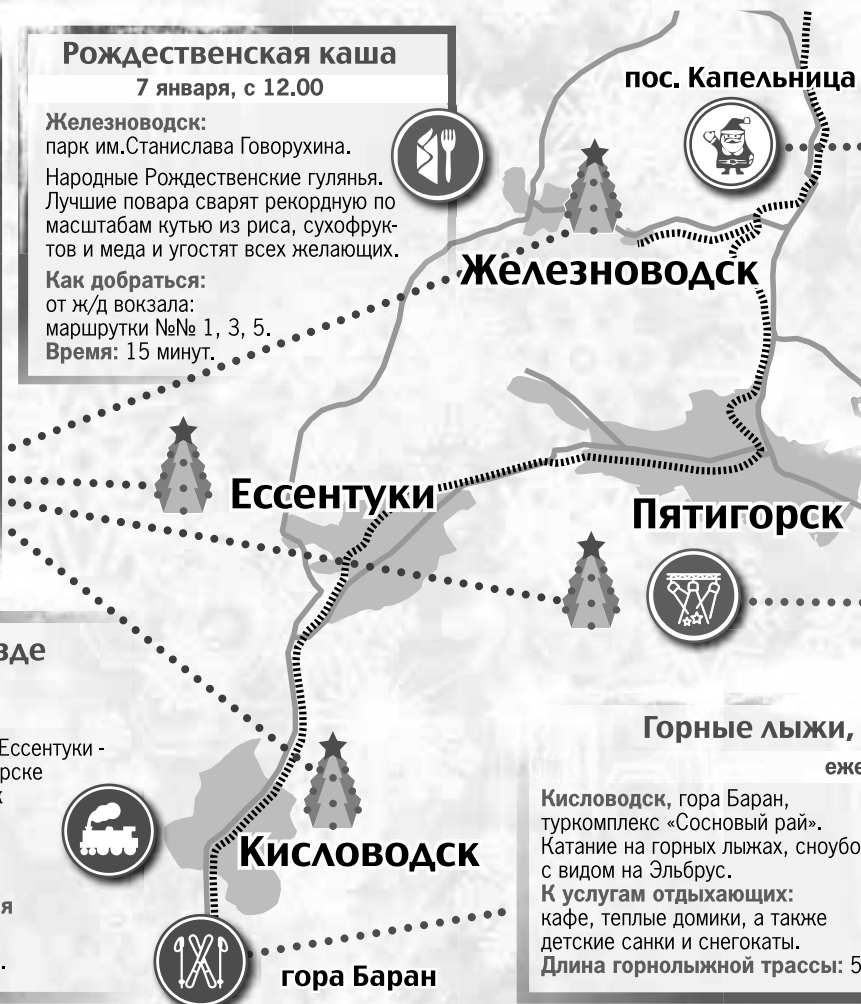 Рождественская каша
7 января, с 12.00
Железноводск:
парк им.Станислава Говорухина.
Народные Рождественские гулянья.
Лучшие повара сварят рекордную по
масштабам кутью из риса, сухофрук-
тов и меда и угостят всех желающих.
Как добраться:
от ж/д вокзала:
маршрутки №№ 1, 3, 5.
Время: 15 минут.
пос. Капельница
Железноводск
Ессентуки
Пятигорск
зде
Ессентуки -
рске
к
я
.
Кисловодск
гора Баран
Горные лыжи,
еже
Кисловодск, гора Баран,
туркомплекс «Сосновый рай».
Катание на горных лыжах, сноубо
с видом на Эльбрус.
К услугам отдыхающих:
кафе, теплые домики, а также
детские санки и снегокаты.
Длина горнолыжной трассы: 5